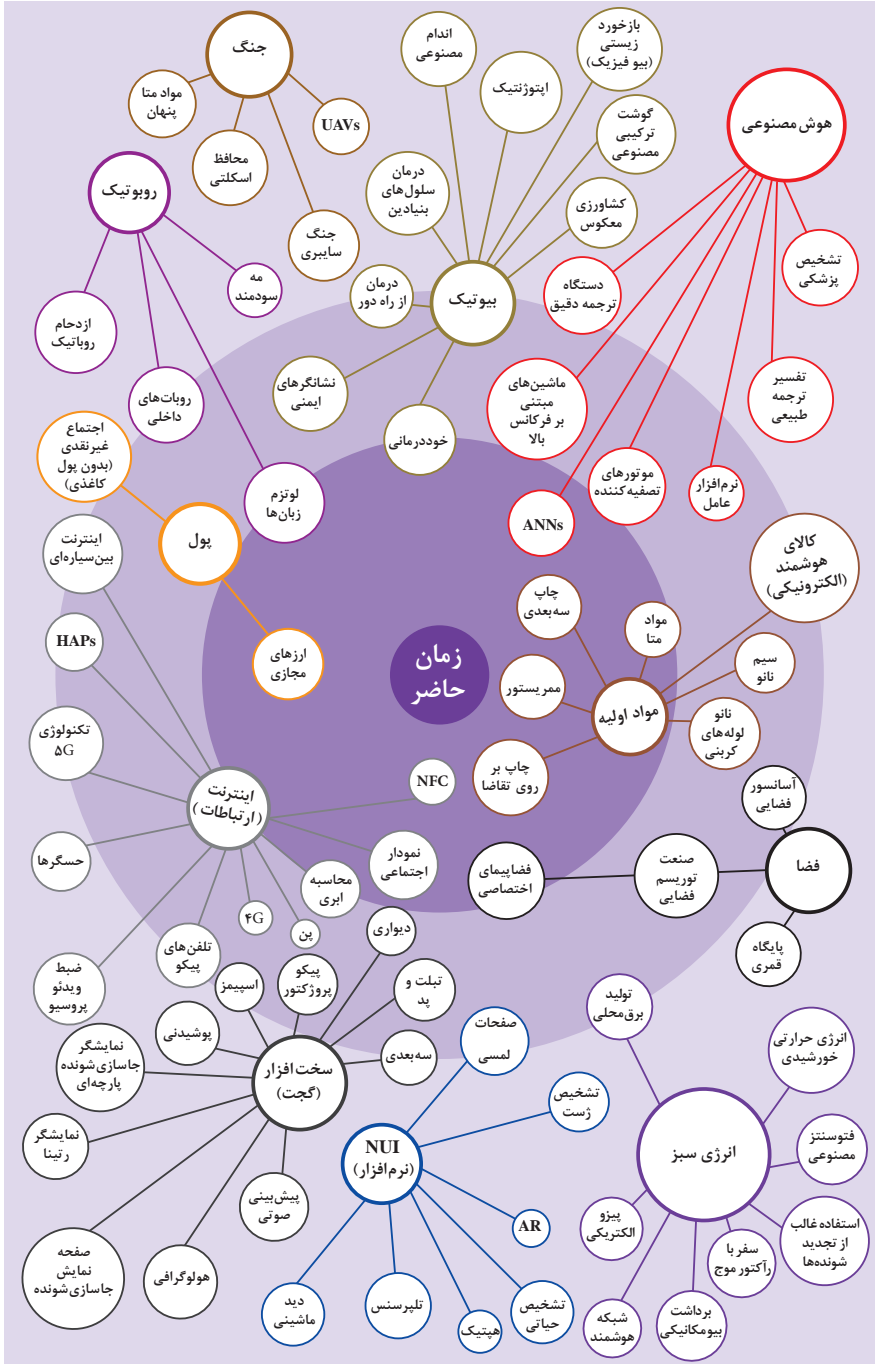 جنگ
مواد متا
پنهان
محافظ
اسکلتی
جنگ
سایبری
UAVs
بیوتیک
اندام
مصنوعی
اپتوژنتیک
بازخورد
زیستی
(بیو فیزیک)
گوشت
ترکیبی
مصنوعی
کشاورزی
معکوس
درمان
سلول‌های
بنیادین
درمان
از راه دور
نشانگرهای
ایمنی
خوددرمانی
هوش مصنوعی
تشخیص
پزشکی
تفسیر
ترجمه
طبیعی
نرم‌افزار
عامل
موتورهای
تصفیه‌کننده
ANNs
ماشین‌های
مبتنی
بر فرکانس
بالا
دستگاه
ترجمه دقیق
روبوتیک
مه
سودمند
ازدحام
روباتیک
روبات‌های
داخلی
لوتزم
زبان‌ها
پول
اجتماع
غیرنقدی
(بدون پول
کاغذی)
ارزهای
مجازی
زمان
حاضر
مواد اولیه
کالای
هوشمند
(الکترونیکی)
سیم
نانو
نانو
لوله‌های
کربنی
مواد
متا
چاپ
سه‌بعدی
ممریستور
چاپ بر
روی تقاضا
اینترنت
(ارتباطات)
اینترنت
بین‌سیاره‌ای
HAPs
تکنولوژی
۵G
حسگرها
ضبط
ویدئو
پروسیو
تلفن‌های
پیکو
۴G
پن
محاسبه
ابری
نمودار
اجتماعی
NFC
فضا
آسانسور
فضایی
صنعت
توریسم
فضایی
فضاپیمای
اختصاصی
پایگاه
قمری
سخت‌افزار
(گجت)
دیواری
پیکو
پروژکتور
اسپیمز
پوشیدنی
تبلت و
پد
سه‌بعدی
نمایشگر
جاسازی‌شونده
پارچه‌ای
نمایشگر
رتینا
صفحه
نمایش
جاسازی‌شونده
هولوگرافی
پیش‌بینی
صوتی
NUI
(نرم‌افزار)
صفحات
لمسی
تشخیص
ژست
AR
تشخیص
حیاتی
هپتیک
تلپرسنس
دید
ماشینی
انرژی سبز
تولید
برق‌محلی
انرژی حرارتی
خورشیدی
فتوسنتز
مصنوعی
استفاده غالب
از تجدید
شونده‌ها
سفر با
رآکتور موج
برداشت
بیومکانیکی
شبکه
هوشمند
پیزو
الکتریکی